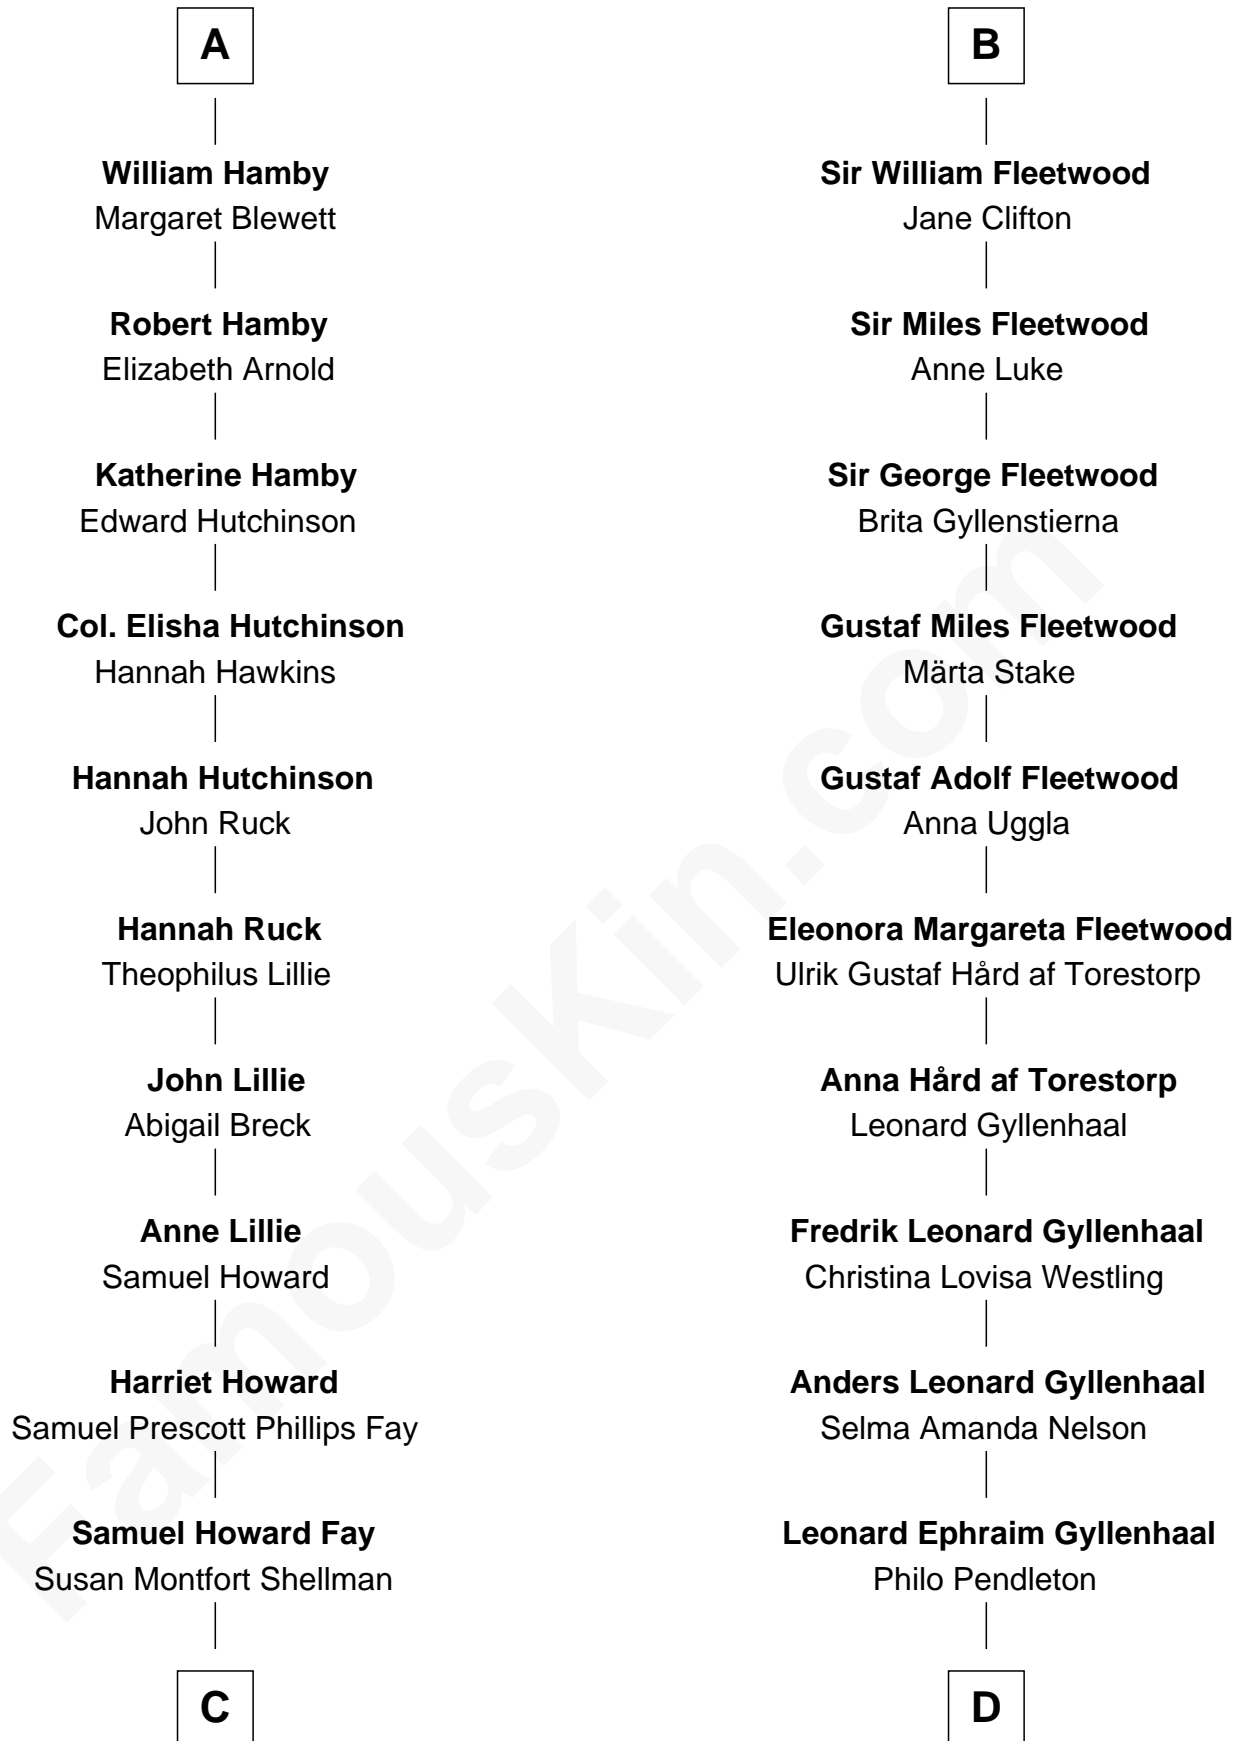 A
William Hamby
Margaret Blewett
Robert Hamby
Elizabeth Arnold
Katherine Hamby
Edward Hutchinson
Col. Elisha Hutchinson
Hannah Hawkins
Hannah Hutchinson
John Ruck
Hannah Ruck
Theophilus Lillie
John Lillie
Abigail Breck
Anne Lillie
Samuel Howard
Harriet Howard
Samuel Prescott Phillips Fay
Samuel Howard Fay
Susan Montfort Shellman
C
B
Sir William Fleetwood
Jane Clifton
Sir Miles Fleetwood
Anne Luke
Sir George Fleetwood
Brita Gyllenstierna
Gustaf Miles Fleetwood
Märta Stake
Gustaf Adolf Fleetwood
Anna Uggla
Eleonora Margareta Fleetwood
Ulrik Gustaf Hård af Torestorp
Anna Hård af Torestorp
Leonard Gyllenhaal
Fredrik Leonard Gyllenhaal
Christina Lovisa Westling
Anders Leonard Gyllenhaal
Selma Amanda Nelson
Leonard Ephraim Gyllenhaal
Philo Pendleton
D
FamousKin.com